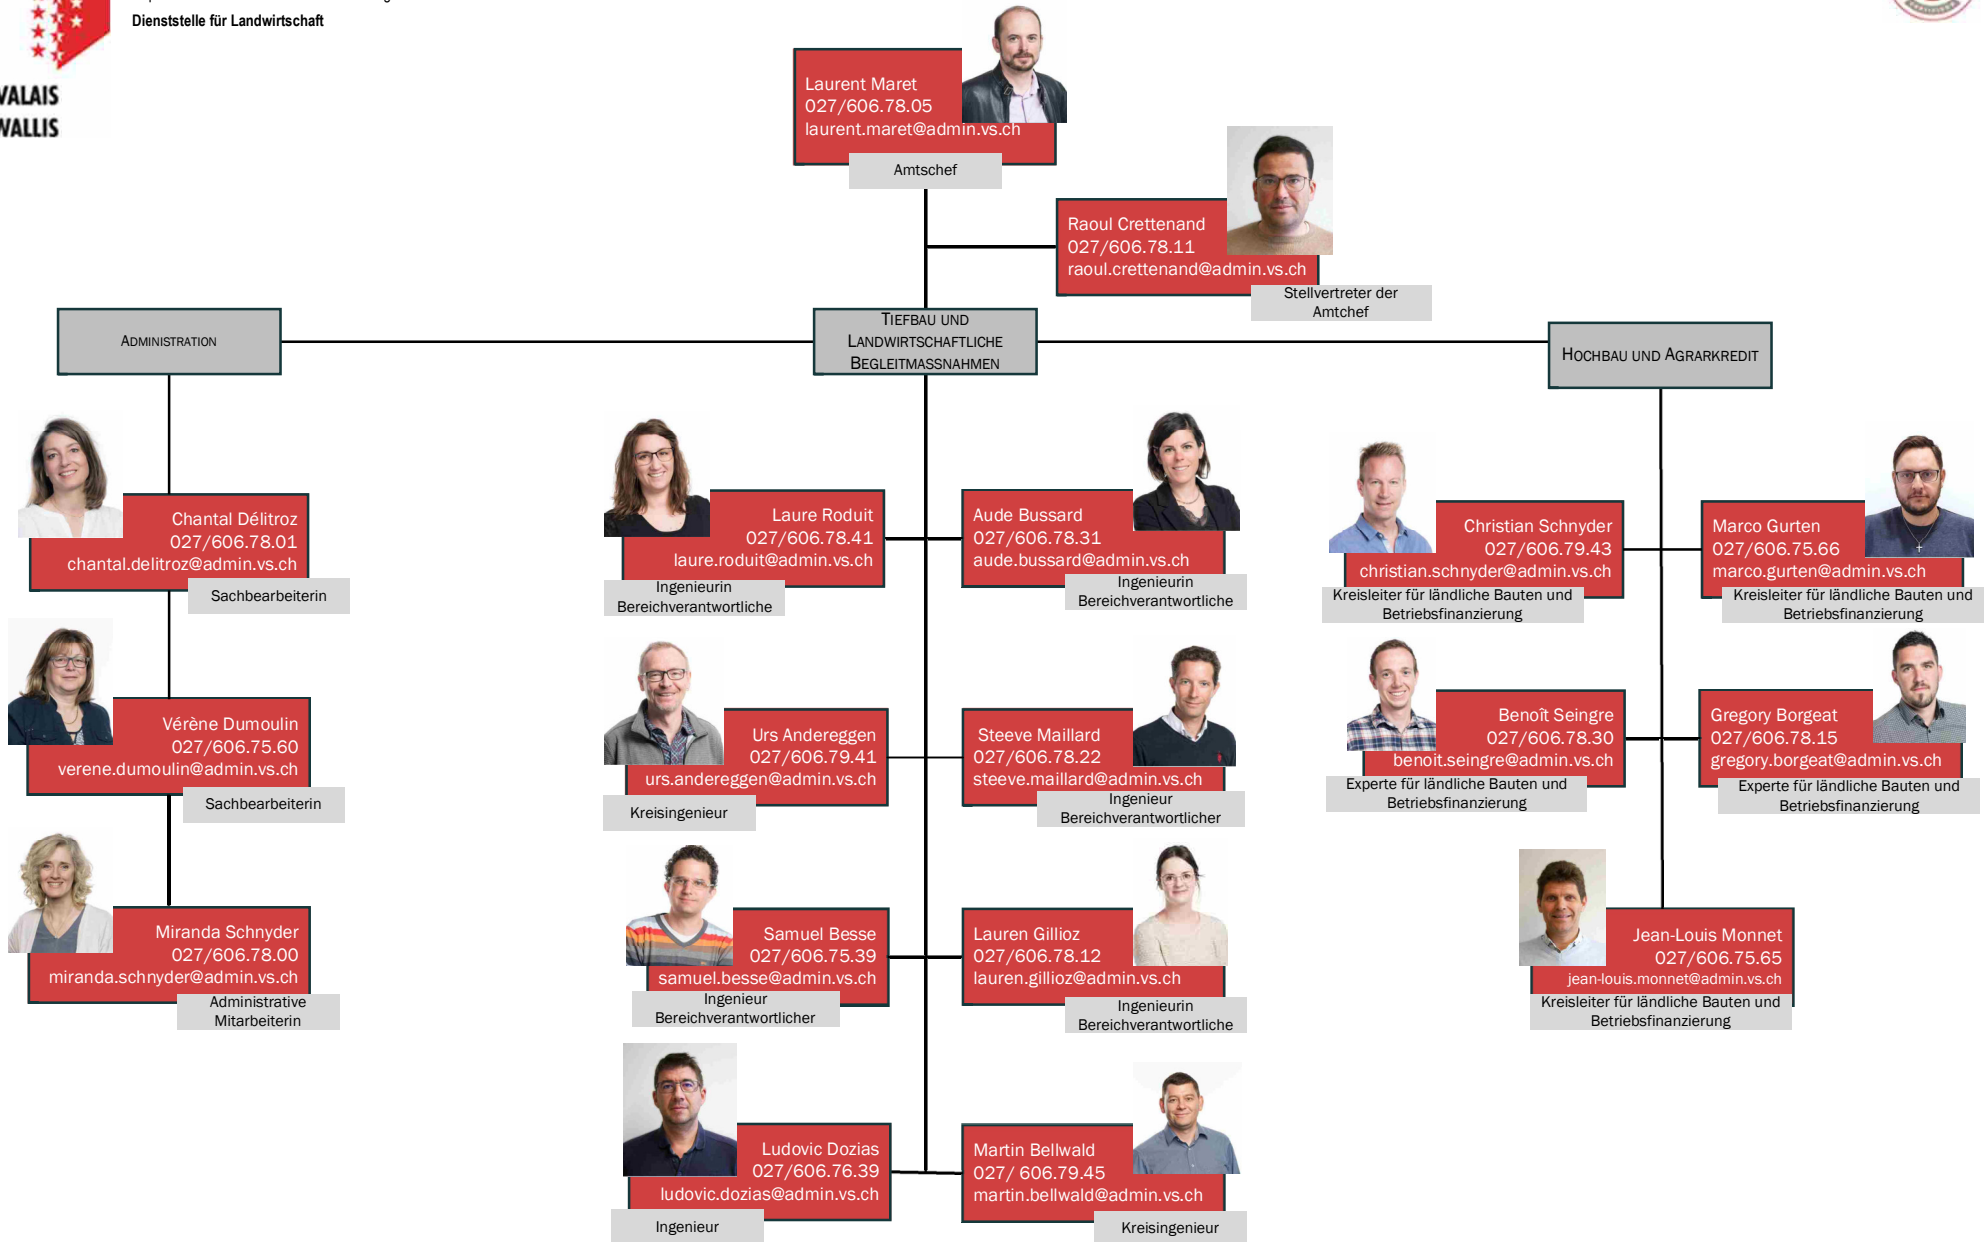 Dienststelle für Landwirtschaft
VALAIS
WALLIS
Laurent Maret
027/606.78.05
laurent.maret@admin.vs.ch
Amtschef
Raoul Crettenand
027/606.78.11
raoul.crettenand@admin.vs.ch
Stellvertreter der
Amtchef
ADMINISTRATION
TIEFBAU UND
LANDWIRTSCHAFTLICHE
BEGLEITMASSNAHMEN
HOCHBAU UND AGRARKREDIT
Chantal Délitroz
027/606.78.01
chantal.delitroz@admin.vs.ch
Sachbearbeiterin
Vérène Dumoulin
027/606.75.60
verene.dumoulin@admin.vs.ch
Sachbearbeiterin
Miranda Schnyder
027/606.78.00
miranda.schnyder@admin.vs.ch
Administrative
Mitarbeiterin
Laure Roduit
027/606.78.41
laure.roduit@admin.vs.ch
Ingenieurin
Bereichverantwortliche
Aude Bussard
027/606.78.31
aude.bussard@admin.vs.ch
Ingenieurin
Bereichverantwortliche
Urs Andereggen
027/606.79.41
urs.andereggen@admin.vs.ch
Kreisingenieur
Steeve Maillard
027/606.78.22
steeve.maillard@admin.vs.ch
Ingenieur
Bereichverantwortlicher
Samuel Besse
027/606.75.39
samuel.besse@admin.vs.ch
Ingenieur
Bereichverantwortlicher
Lauren Gillioz
027/606.78.12
lauren.gillioz@admin.vs.ch
Ingenieurin
Bereichverantwortliche
Ludovic Dozias
027/606.76.39
ludovic.dozias@admin.vs.ch
Ingenieur
Martin Bellwald
027/ 606.79.45
martin.bellwald@admin.vs.ch
Kreisingenieur
Christian Schnyder
027/606.79.43
christian.schnyder@admin.vs.ch
Kreisleiter für ländliche Bauten und
Betriebsfinanzierung
Marco Gurten
027/606.75.66
marco.gurten@admin.vs.ch
Kreisleiter für ländliche Bauten und
Betriebsfinanzierung
Benoît Seingre
027/606.78.30
benoit.seingre@admin.vs.ch
Experte für ländliche Bauten und
Betriebsfinanzierung
Gregory Borgeat
027/606.78.15
gregory.borgeat@admin.vs.ch
Experte für ländliche Bauten und
Betriebsfinanzierung
Jean-Louis Monnet
027/606.75.65
jean-louis.monnet@admin.vs.ch
Kreisleiter für ländliche Bauten und
Betriebsfinanzierung